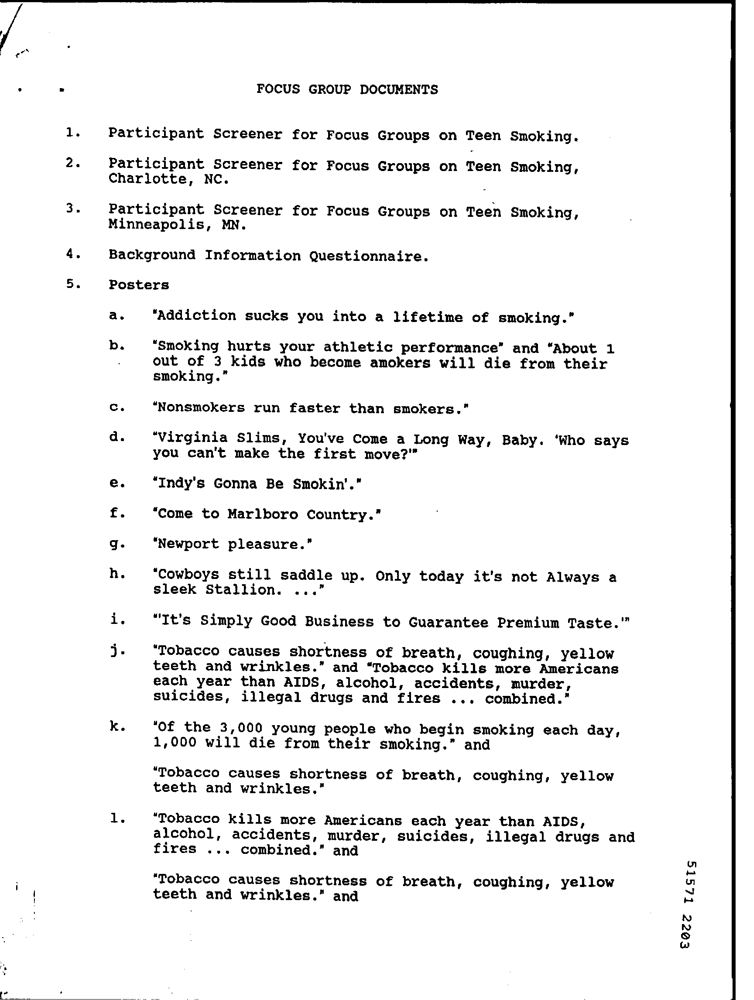 FOCUS GROUP DOCUMENTS
1. Participant Screener for Focus Groups on Teen Smoking.
2. Participant Screener for Focus Groups on Teen Smoking,
Charlotte, NC.
3. Participant Screener for Focus Groups on Teen Smoking,
Minneapolis, MN.
4. Background Information Questionnaire.
5. Posters
a. "Addiction sucks you into a lifetime of smoking."
b. "Smoking hurts your athletic performance" and "About 1
out of 3 kids who become amokers will die from their
smoking."
c. "Nonsmokers run faster than smokers."
d. "Virginia Slims, You've Come a Long Way, Baby. 'Who says
you can't make the first move?'"
e. "Indy's Gonna Be Smokin'."
f. "Come to Marlboro Country."
g. "Newport pleasure."
h. "Cowboys still saddle up. Only today it's not Always a
sleek Stallion. ..."
i. "'It's Simply Good Business to Guarantee Premium Taste.'"
j. "Tobacco causes shortness of breath, coughing, yellow
teeth and wrinkles." and "Tobacco kills more Americans
each year than AIDS, alcohol, accidents, murder,
suicides, illegal drugs and fires ... combined."
k. "Of the 3,000 young people who begin smoking each day,
1,000 will die from their smoking." and
"Tobacco causes shortness of breath, coughing, yellow
teeth and wrinkles."
l. "Tobacco kills more Americans each year than AIDS,
alcohol, accidents, murder, suicides, illegal drugs and
fires ... combined." and
"Tobacco causes shortness of breath, coughing, yellow
teeth and wrinkles." and
51571 2203